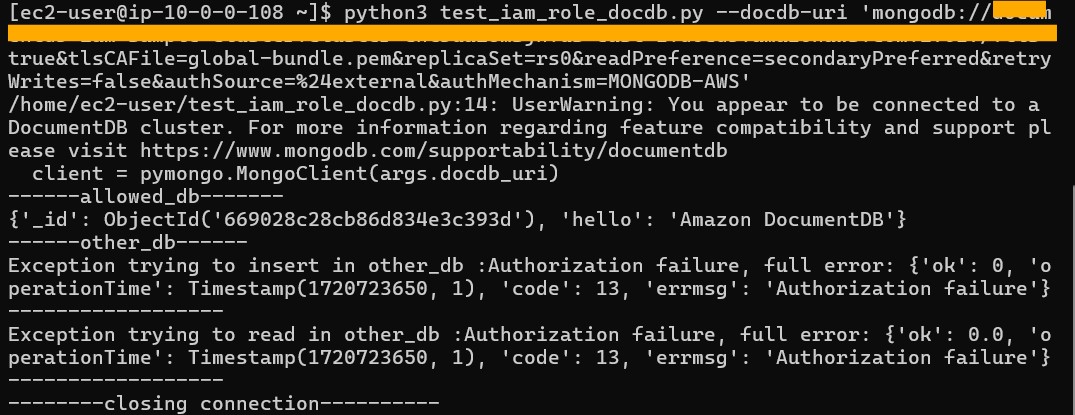 [ec2-user@ip-10-0-0-108 ~]$ python3 test_iam_role_docdb.py --docdb-uri 'mongodb://
true&tlsCAFile=global-bundle.pem&replicaSet=rs0&readPreference=secondaryPreferred&retry
Writes=false&authSource=%24external&authMechanism=MONGODB-AWS'
/home/ec2-user/test_iam_role_docdb.py:14: UserWarning: You appear to be connected to a
DocumentDB cluster. For more information regarding feature compatibility and support pl
ease visit https://www.mongodb.com/supportability/documentdb
  client = pymongo.MongoClient(args.docdb_uri)
------allowed_db-------
{'_id': ObjectId('669028c28cb86d834e3c393d'), 'hello': 'Amazon DocumentDB'}
------other_db------
Exception trying to insert in other_db :Authorization failure, full error: {'ok': 0, 'o
perationTime': Timestamp(1720723650, 1), 'code': 13, 'errmsg': 'Authorization failure'}
------------------
Exception trying to read in other_db :Authorization failure, full error: {'ok': 0.0, 'o
perationTime': Timestamp(1720723650, 1), 'code': 13, 'errmsg': 'Authorization failure'}
------------------
--------closing connection----------